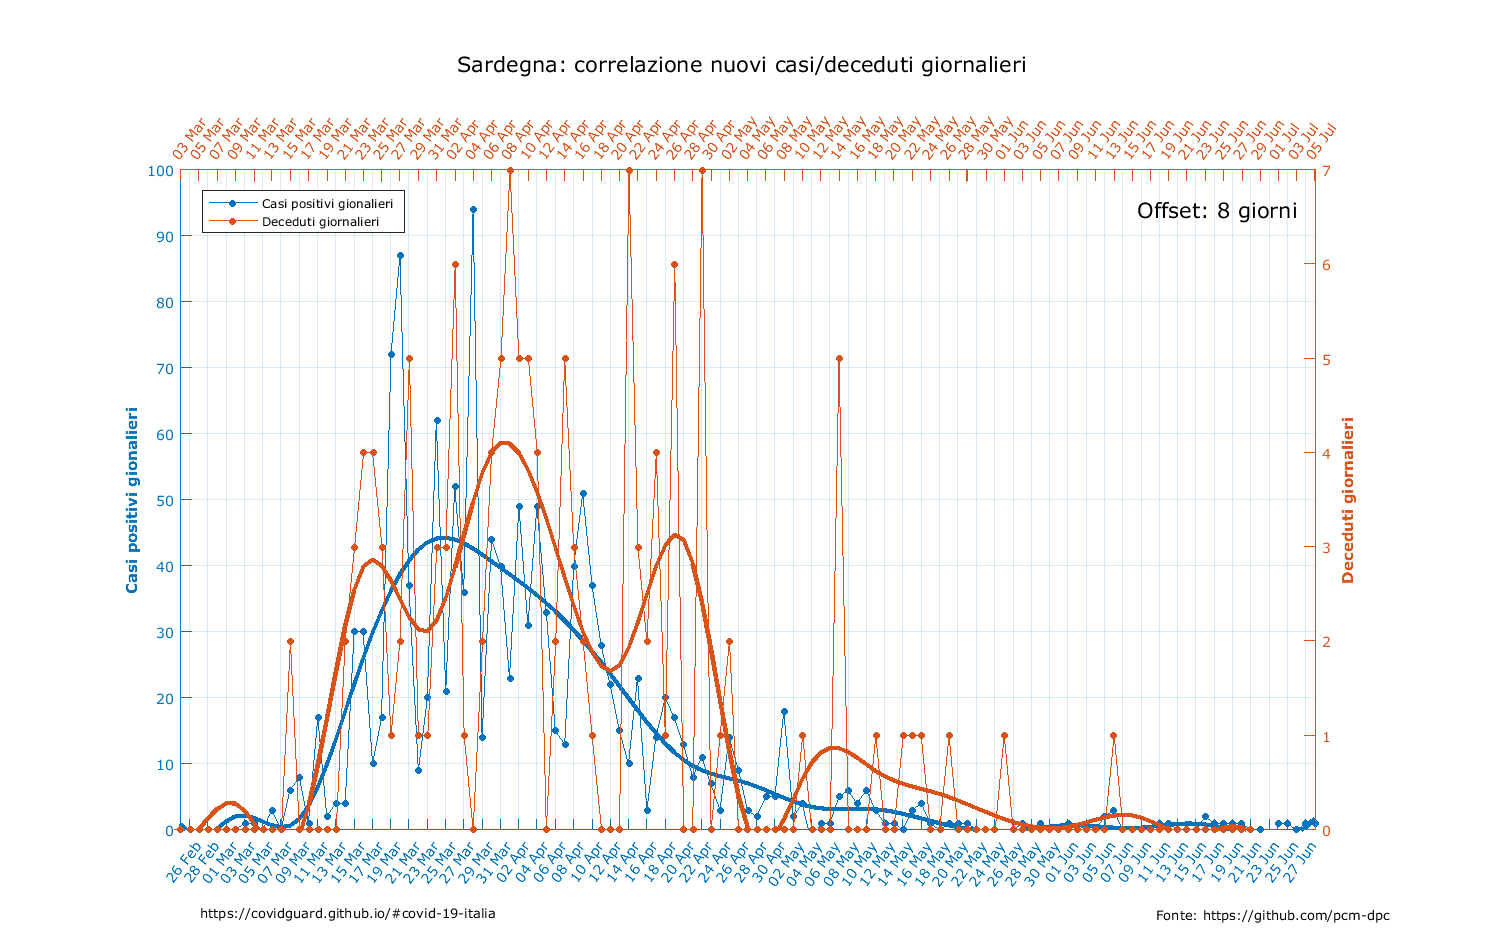 Sardegna: correlazione nuovi casi/deceduti giornalieri
03 Mar 05 Mar 07 Mar 09 Mar 11 Mar 13 Mar 15 Mar 17 Mar 19 Mar 21 Mar 23 Mar 25 Mar 27 Mar 29 Mar 31 Mar 02 Apr 04 Apr 06 Apr 08 Apr 10 Apr 12 Apr 14 Apr 16 Apr 18 Apr 20 Apr 22 Apr 24 Apr 26 Apr 28 Apr 30 Apr 02 May 04 May 06 May 08 May 10 May 12 May 14 May 16 May 18 May 20 May 22 May 24 May 26 May 28 May 30 May 01 Jun 03 Jun 05 Jun 07 Jun 09 Jun 11 Jun 13 Jun 15 Jun 17 Jun 19 Jun 21 Jun 23 Jun 25 Jun 27 Jun 29 Jun 01 Jul 03 Jul 05 Jul
Casi positivi gionalieri
Deceduti giornalieri
Offset: 8 giorni
100
90
80
70
60
50
40
30
20
10
0
Casi positivi gionalieri
7
6
5
4
3
2
1
0
Deceduti giornalieri
26 Feb 28 Feb 01 Mar 03 Mar 05 Mar 07 Mar 09 Mar 11 Mar 13 Mar 15 Mar 17 Mar 19 Mar 21 Mar 23 Mar 25 Mar 27 Mar 29 Mar 31 Mar 02 Apr 04 Apr 06 Apr 08 Apr 10 Apr 12 Apr 14 Apr 16 Apr 18 Apr 20 Apr 22 Apr 24 Apr 26 Apr 28 Apr 30 Apr 02 May 04 May 06 May 08 May 10 May 12 May 14 May 16 May 18 May 20 May 22 May 24 May 26 May 28 May 30 May 01 Jun 03 Jun 05 Jun 07 Jun 09 Jun 11 Jun 13 Jun 15 Jun 17 Jun 19 Jun 21 Jun 23 Jun 25 Jun 27 Jun
https://covidguard.github.io/#covid-19-italia
Fonte: https://github.com/pcm-dpc